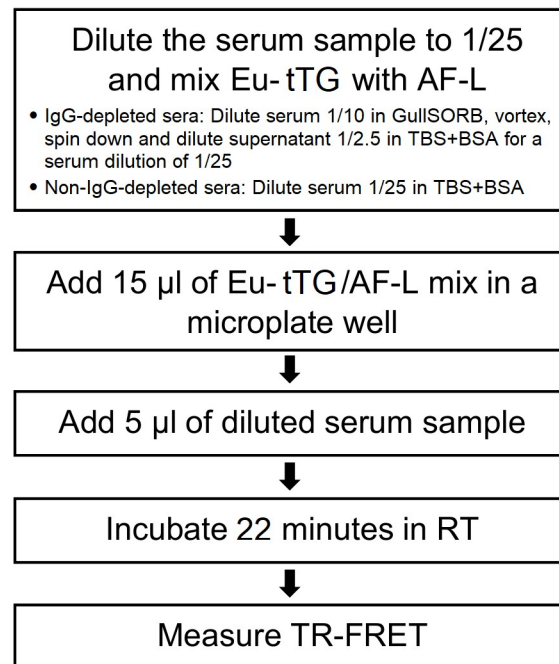 Dilute the serum sample to 1/25
and mix Eu-tTG with AF-L
• IgG-depleted sera: Dilute serum 1/10 in GullSORB, vortex,
spin down and dilute supernatant 1/2.5 in TBS+BSA for a
serum dilution of 1/25
• Non-IgG-depleted sera: Dilute serum 1/25 in TBS+BSA
Add 15 µl of Eu-tTG/AF-L mix in a
microplate well
Add 5 µl of diluted serum sample
Incubate 22 minutes in RT
Measure TR-FRET